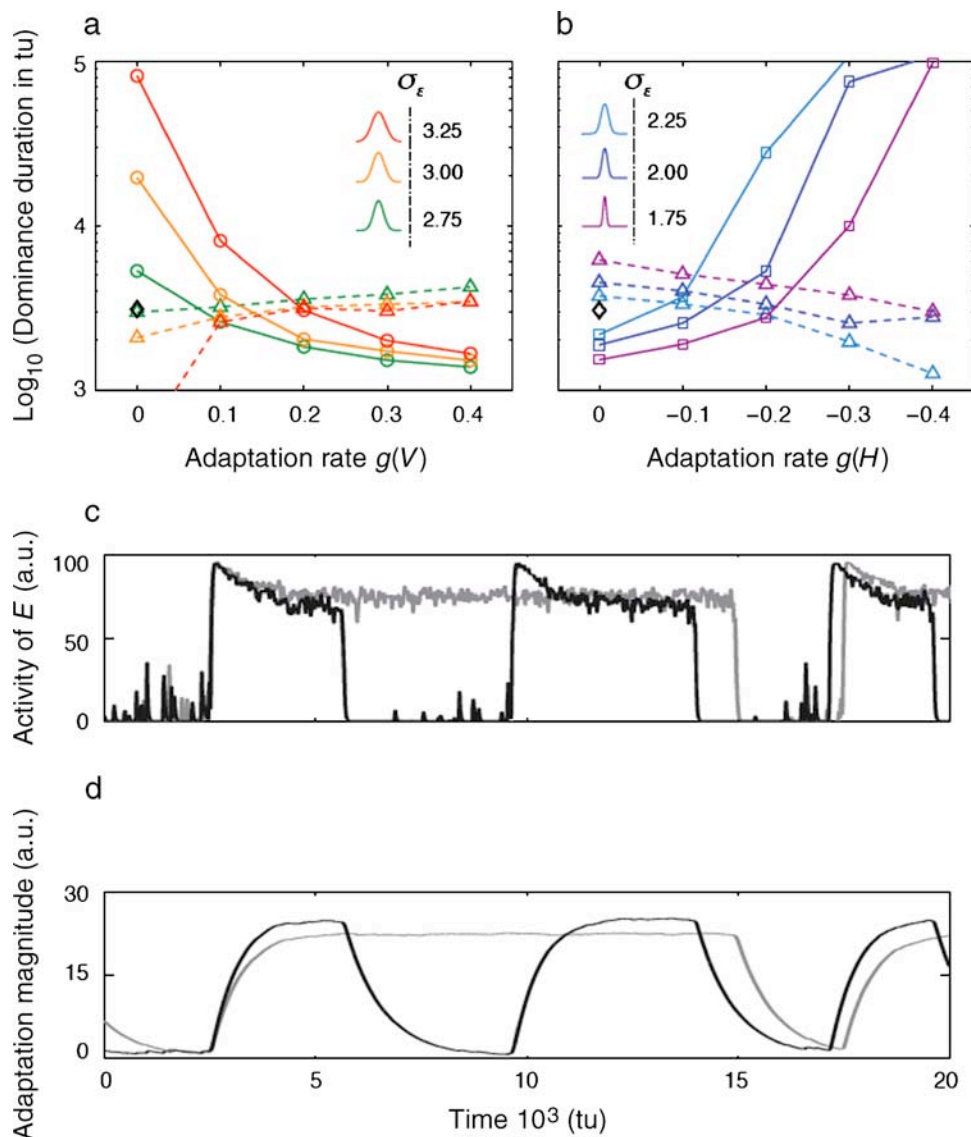 a
Log₁₀ (Dominance duration in tu)
5
4
3
σε
3.25
3.00
2.75
0 0.1 0.2 0.3 0.4
Adaptation rate g(V)
b
σε
2.25
2.00
1.75
0 −0.1 −0.2 −0.3 −0.4
Adaptation rate g(H)
c
Activity of E (a.u.)
100
50
0
d
Adaptation magnitude (a.u.)
30
15
0
0 5 10 15 20
Time 10³ (tu)